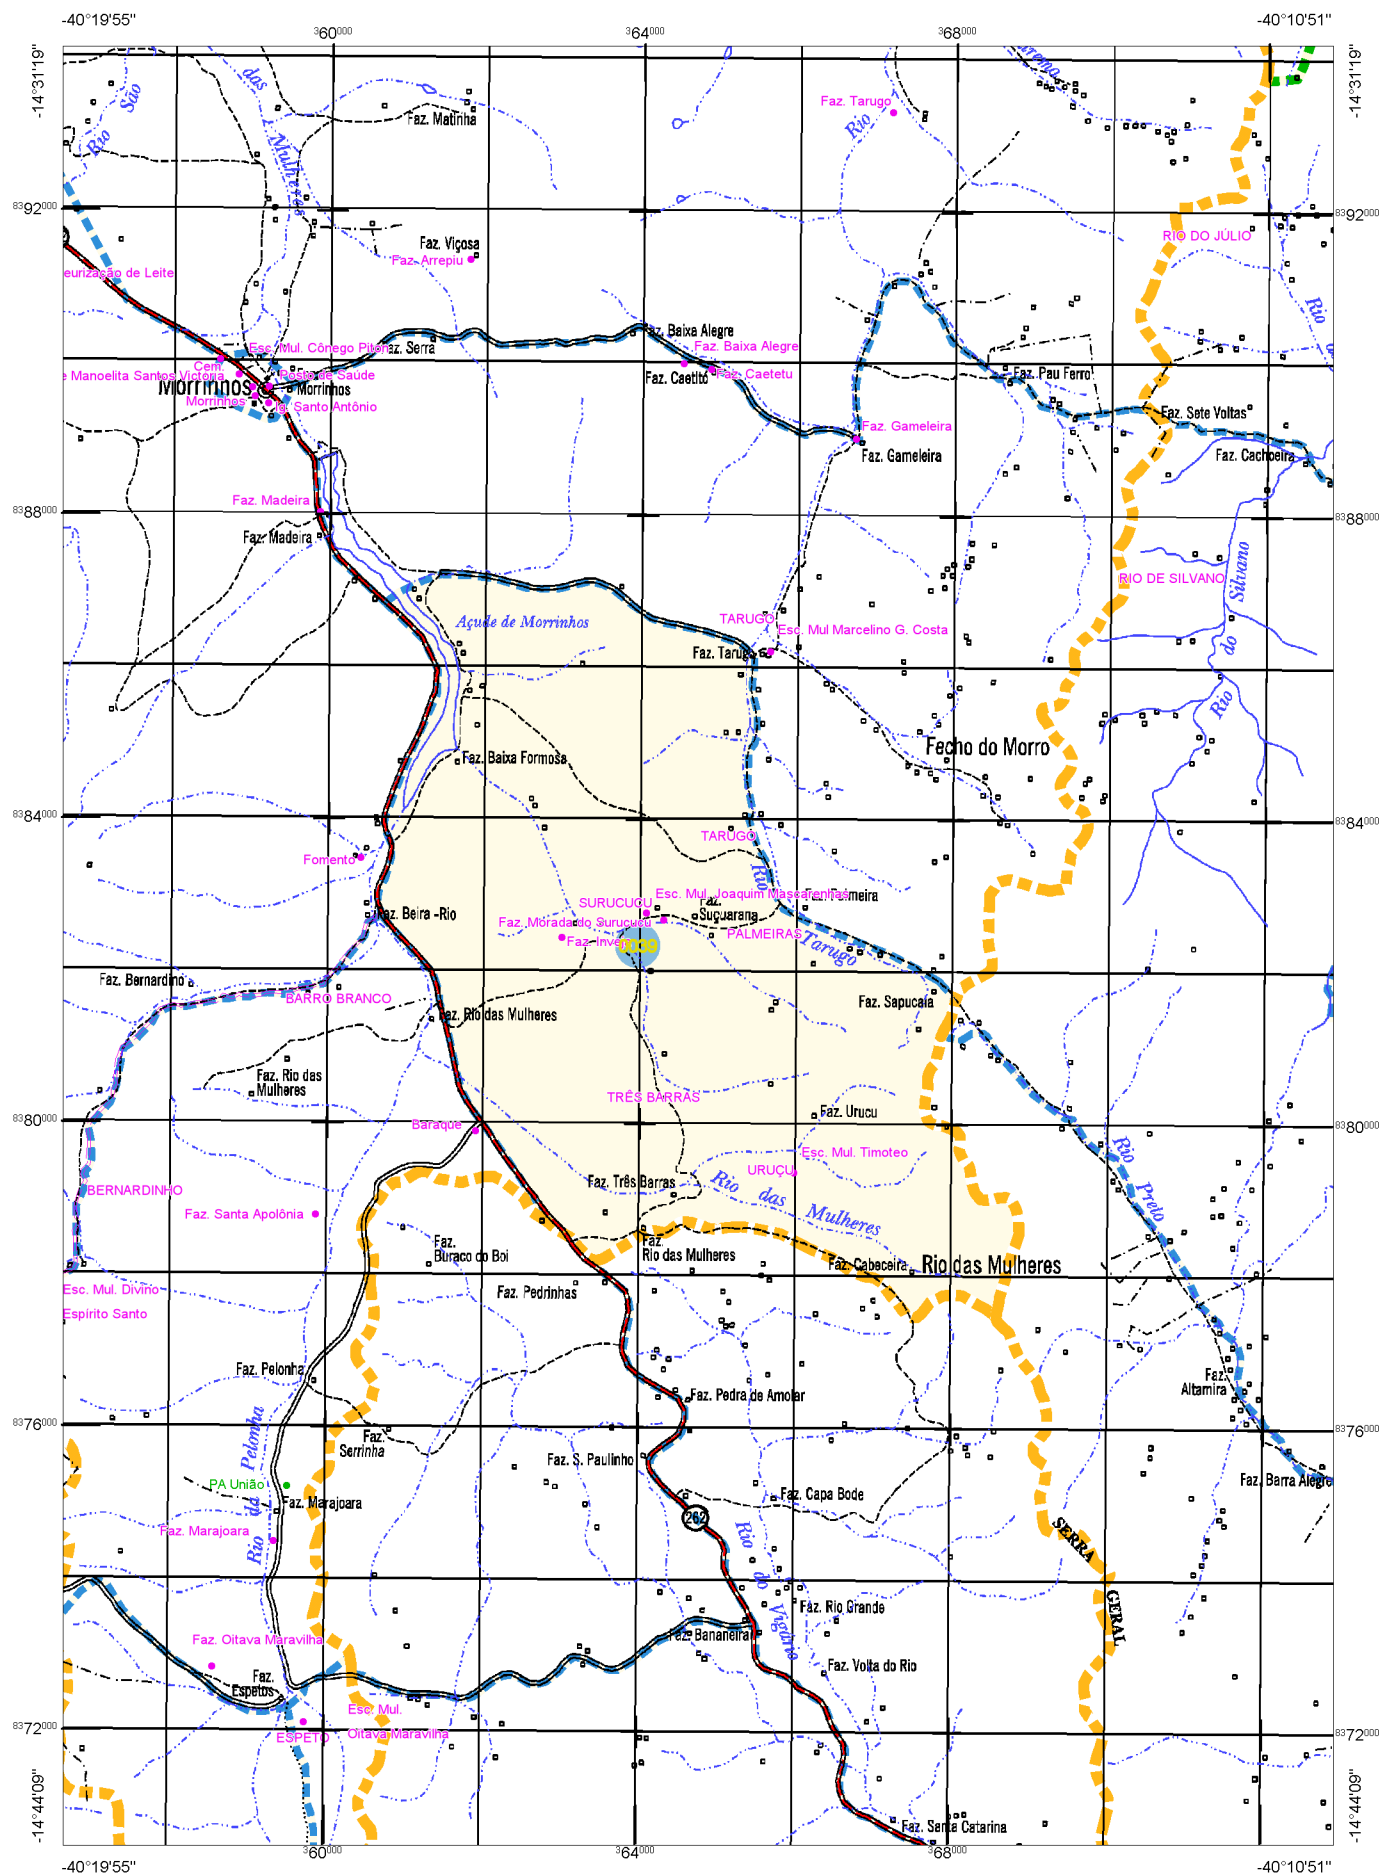 -40°19'55"
-40°10'51"
360000
364000
368000
-14°31'19"
-14°31'19"
Rio São
das Mulheres
Faz. Matinha
Faz. Tarugo
Rio
8392000
8392000
Faz. Viçosa
Faz. Arrepiu
RIO DO JÚLIO
Rio
eurização de Leite
Faz. Baixa Alegre
Esc. Mul. Cônego Piton
az. Serra
Faz. Baixa Alegre
Cem.
e Manoelita Santos Victória
Posto de Saúde
Faz. Caetitó
Faz. Caetetu
Faz. Pau Ferro
Morrinhos
Morrinhos
Morrinhos
Ig. Santo Antônio
Faz. Sete Voltas
Faz. Gameleira
Faz. Gameleira
Faz. Cachoeira
Faz. Madeira
8388000
8388000
Faz. Madeira
RIO DE SILVANO
Rio do Silvano
Açude de Morrinhos
TARUGO
Esc. Mul Marcelino G. Costa
Faz. Tarugo
Fecho do Morro
Faz. Baixa Formosa
8384000
8384000
TARUGO
Fomento
Rio Tarugo
Esc. Mul. Joaquim Mascarenhas
SURUCUCU
Faz. Sucuarana
Faz. Beira -Rio
Faz. Morada do Surucucu
PALMEIRAS
Faz. Inve
0039
Faz. Bernardino
BARRO BRANCO
Faz. Sapucaia
Faz. Rio das Mulheres
Faz. Rio das
Mulheres
TRÊS BARRAS
Faz. Urucu
8380000
8380000
Baraque
Esc. Mul. Timoteo
URUÇU
Rio Preto
BERNARDINHO
Faz. Três Barras
Rio das Mulheres
Faz. Santa Apolônia
Faz.
Buraco do Boi
Faz.
Rio das Mulheres
Faz. Cabeceira
Rio das Mulheres
Esc. Mul. Divino
Espírito Santo
Faz. Pedrinhas
Faz. Pelonha
Faz.
Altamira
Faz. Pedra de Amolar
8376000
8376000
Rio da Pelonha
Faz.
Serrinha
Faz. S. Paulinho
PA União
Faz. Barra Alegre
Faz. Marajoara
Faz. Capa Bode
Faz. Marajoara
262
SERRA GERAL
Rio do Vigário
Faz. Rio Grande
Faz. Oitava Maravilha
Faz. Bananeira
Faz.
Espetos
Faz. Volta do Rio
Esc. Mul.
Oitava Maravilha
ESPETO
8372000
8372000
-14°44'09"
-14°44'09"
Faz. Santa Catarina
360000
364000
368000
-40°19'55"
-40°10'51"